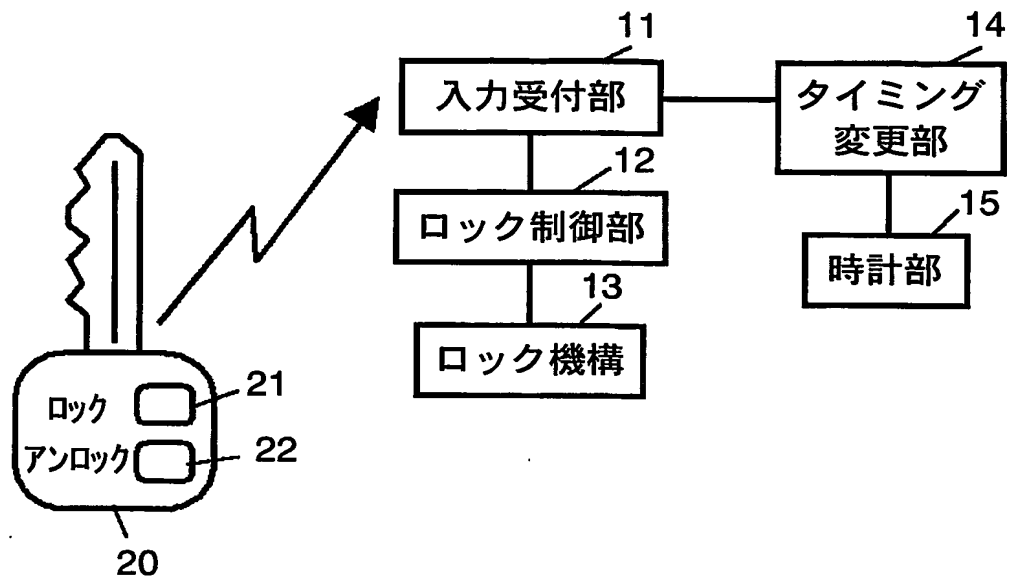 11
入力受付部
14
タイミング
変更部
12
ロック制御部
15
時計部
13
ロック機構
ロック
21
アンロック
22
20